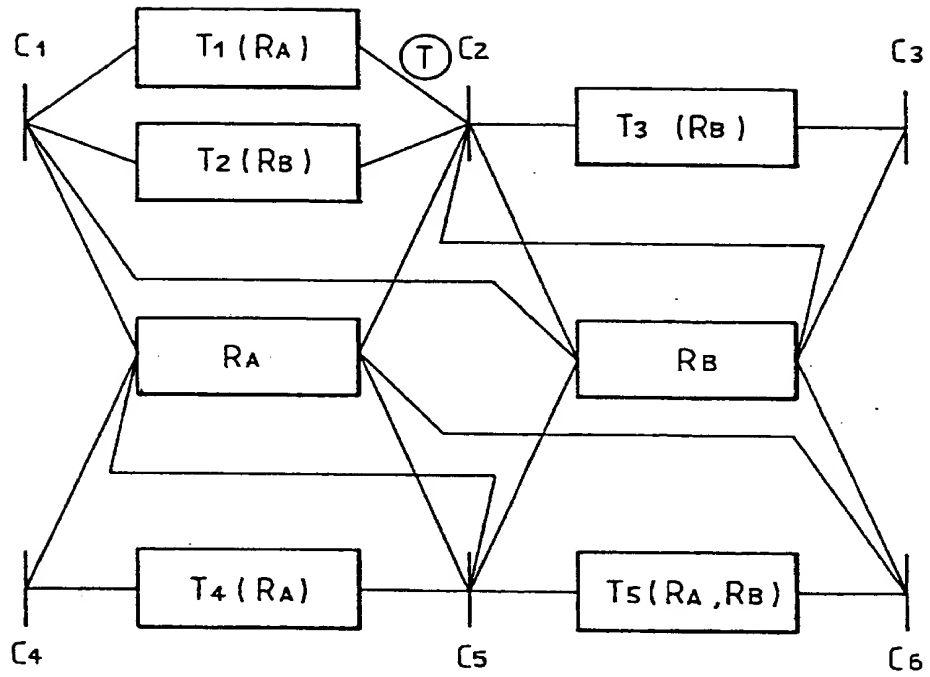 C1
T1 (RA)
T
C2
C3
T2 (RB)
T3 (RB)
RA
RB
T4 (RA)
T5 (RA, RB)
C4
C5
C6